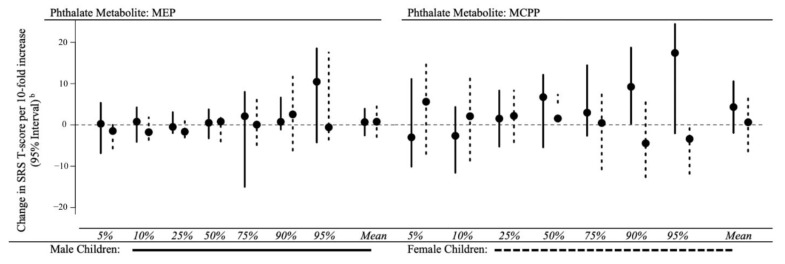 Phthalate Metabolite: MEP
Phthalate Metabolite: MCPP
Change in SRS T-score per 10-fold increase
(95% Interval) b
20
10
0
−10
−20
5% 10% 25% 50% 75% 90% 95% Mean
5% 10% 25% 50% 75% 90% 95% Mean
Male Children:
Female Children: